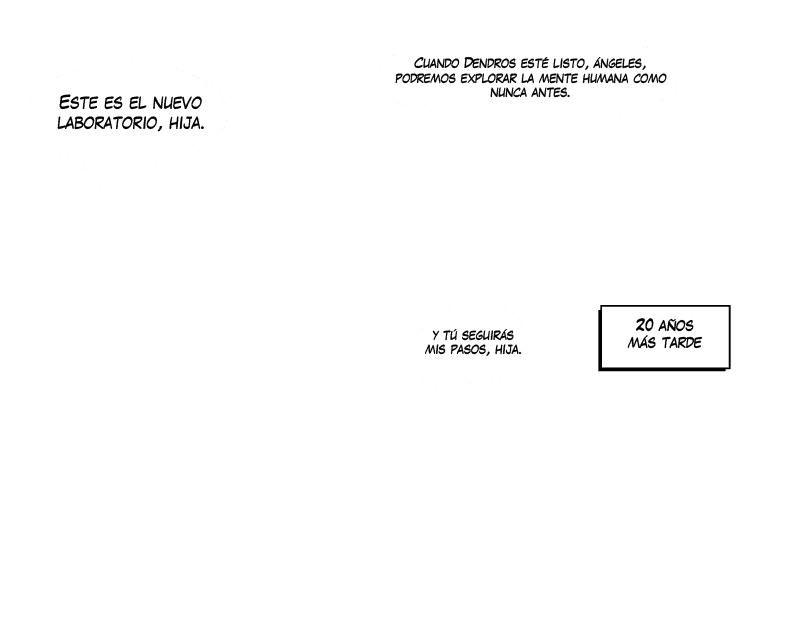 Este es el nuevo
laboratorio, hija.
Cuando Dendros esté listo, Ángeles,
podremos explorar la mente humana como
nunca antes.
Y tú seguirás
mis pasos, hija.
20 años
más tarde